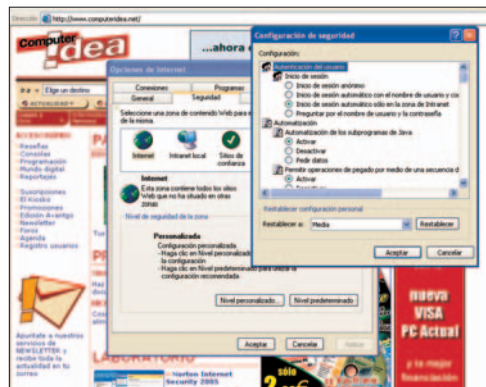 Dirección http://www.computeridea.net/
computer
idea
...ahora
Elige un destino
ACTUALIDAD
ACCESORIOS
Reseñas
Consolas
Programación
Mundo digital
Reportajes
Suscripciones
El Kiosko
Promociones
Edición Avantgo
Newsletter
Foros
Agenda
Registro usuarios
Apúntate a nuestros
servicios de
NEWSLETTER y
recibe toda la
actualidad en tu
correo
Opciones de Internet
Conexiones
Programas
General
Seguridad
Seleccione una zona de contenido Web para
de la misma.
Internet
Intranet local
Sitios de
confianza
Internet
Esta zona contiene todos los sitios
Web que no ha situado en otras
zonas
Nivel de seguridad de la zona
Personalizada
Configuración personalizada.
- Haga clic en Nivel personalizado
la configuración
- Haga clic en Nivel predeterminado para utilizar la
configuración recomendada
Nivel personalizado...
Nivel predeterminado
Aceptar
Cancelar
Aplicar
Configuración de seguridad
Configuración:
Autenticación del usuario
Inicio de sesión
Inicio de sesión anónimo
Inicio de sesión automático con el nombre de usuario y co
Inicio de sesión automático sólo en la zona de Intranet
Preguntar por el nombre de usuario y la contraseña
Automatización
Automatización de los subprogramas de Java
Activar
Desactivar
Pedir datos
Permite operaciones de pegado por medio de una secuencia d
Activar
Restablecer configuración personal
Restablecer a:
Media
Restablecer
Aceptar
Cancelar
LABORATORIO
Norton Internet
Security 2005
sólo
nueva
VISA
PC Actual
y la mejor
financiación